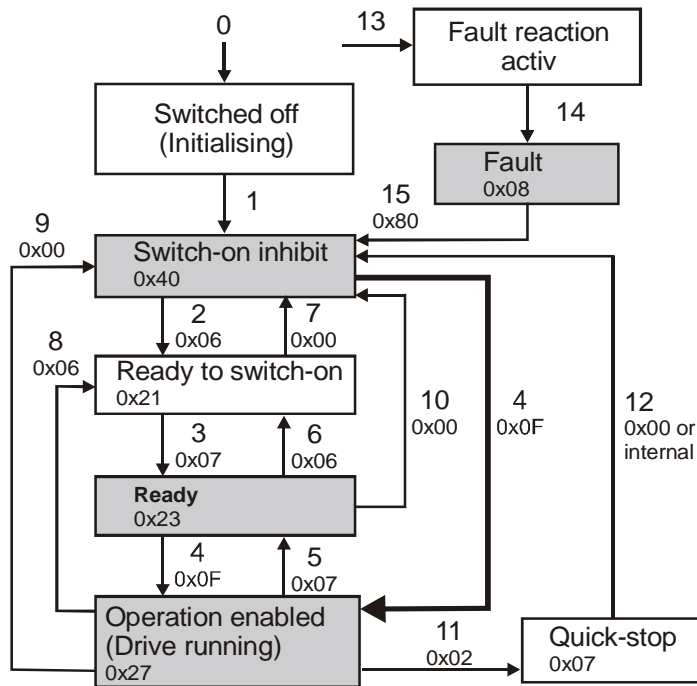 0
13
Fault reaction
activ
Switched off
(Initialising)
14
Fault
0x08
1
15
0x80
9
0x00
Switch-on inhibit
0x40
2
0x06
7
0x00
8
0x06
Ready to switch-on
0x21
10
0x00
4
0x0F
12
0x00 or
internal
3
0x07
6
0x06
Ready
0x23
4
0x0F
5
0x07
Operation enabled
(Drive running)
0x27
11
0x02
Quick-stop
0x07